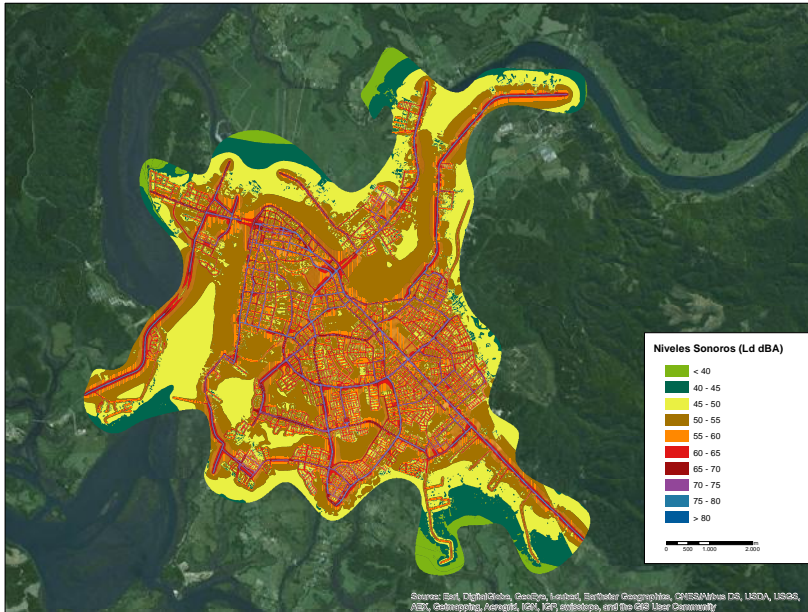 Niveles Sonoros (Ld dBA)
< 40
40 - 45
45 - 50
50 - 55
55 - 60
60 - 65
65 - 70
70 - 75
75 - 80
> 80
0 500 1.000 2.000 m
Source: Esri, DigitalGlobe, GeoEye, i-cubed, Earthstar Geographics, CNES/Airbus DS, USDA, USGS,
AEX, Getmapping, Aerogrid, IGN, IGP, swisstopo, and the GIS User Community